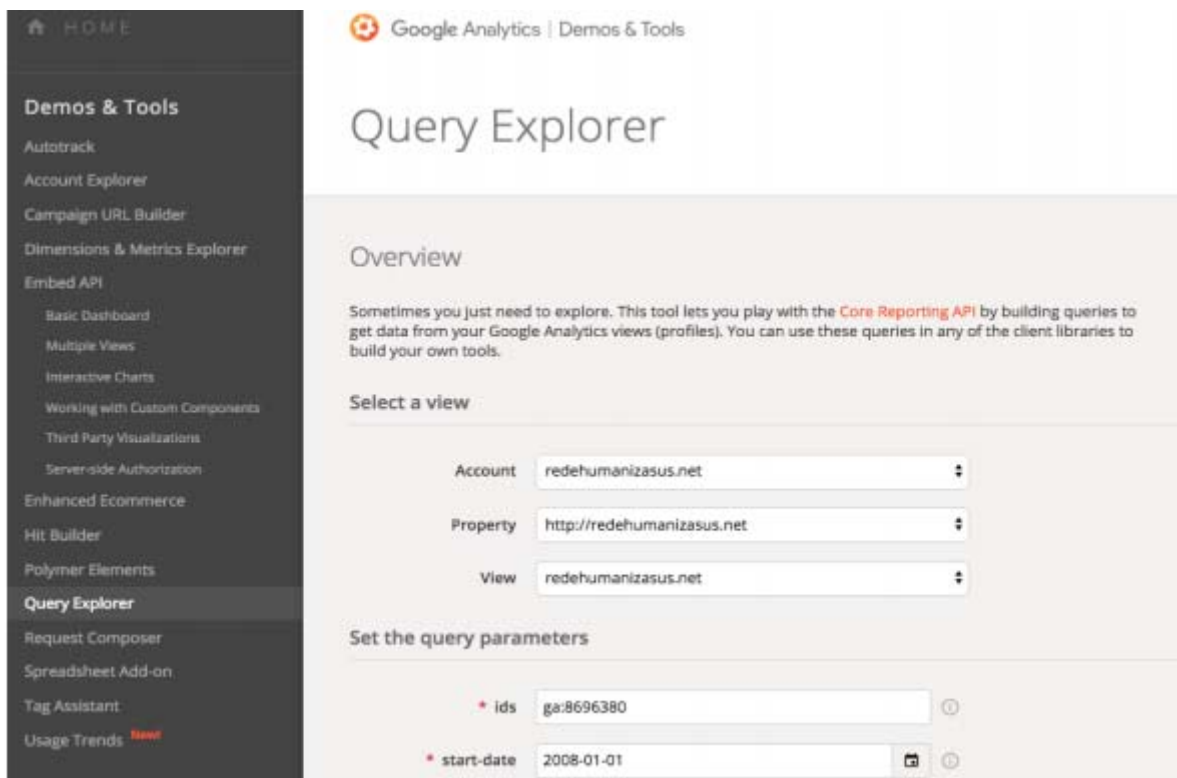 HOME
Demos & Tools
Autotrack
Account Explorer
Campaign URL Builder
Dimensions & Metrics Explorer
Embed API
Basic Dashboard
Multiple Views
Interactive Charts
Working with Custom Components
Third Party Visualizations
Server-side Authorization
Enhanced Ecommerce
Hit Builder
Polymer Elements
Query Explorer
Request Composer
Spreadsheet Add-on
Tag Assistant
Usage Trends New!
Google Analytics | Demos & Tools
Query Explorer
Overview
Sometimes you just need to explore. This tool lets you play with the Core Reporting API by building queries to
get data from your Google Analytics views (profiles). You can use these queries in any of the client libraries to
build your own tools.
Select a view
Account redehumanizasus.net
Property http://redehumanizasus.net
View redehumanizasus.net
Set the query parameters
* ids ga:8696380
* start-date 2008-01-01